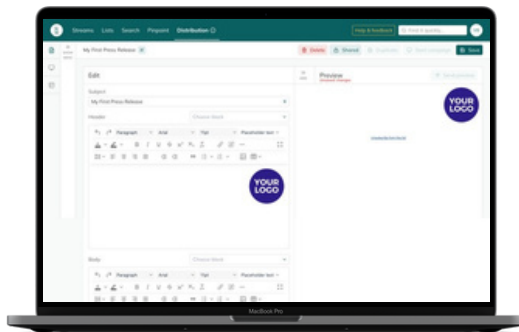 Streams Lists Search Pinpoint Distribution
Help & feedback Find it quickly...
My First Press Release
Delete Shared Save
Edit
Subject
My First Press Release
Header Choose block
Paragraph Arial 11pt Placeholder text
B I U
YOUR
LOGO
Body Choose block
Paragraph Arial 11pt Placeholder text
B I U
Preview
YOUR
LOGO
MacBook Pro